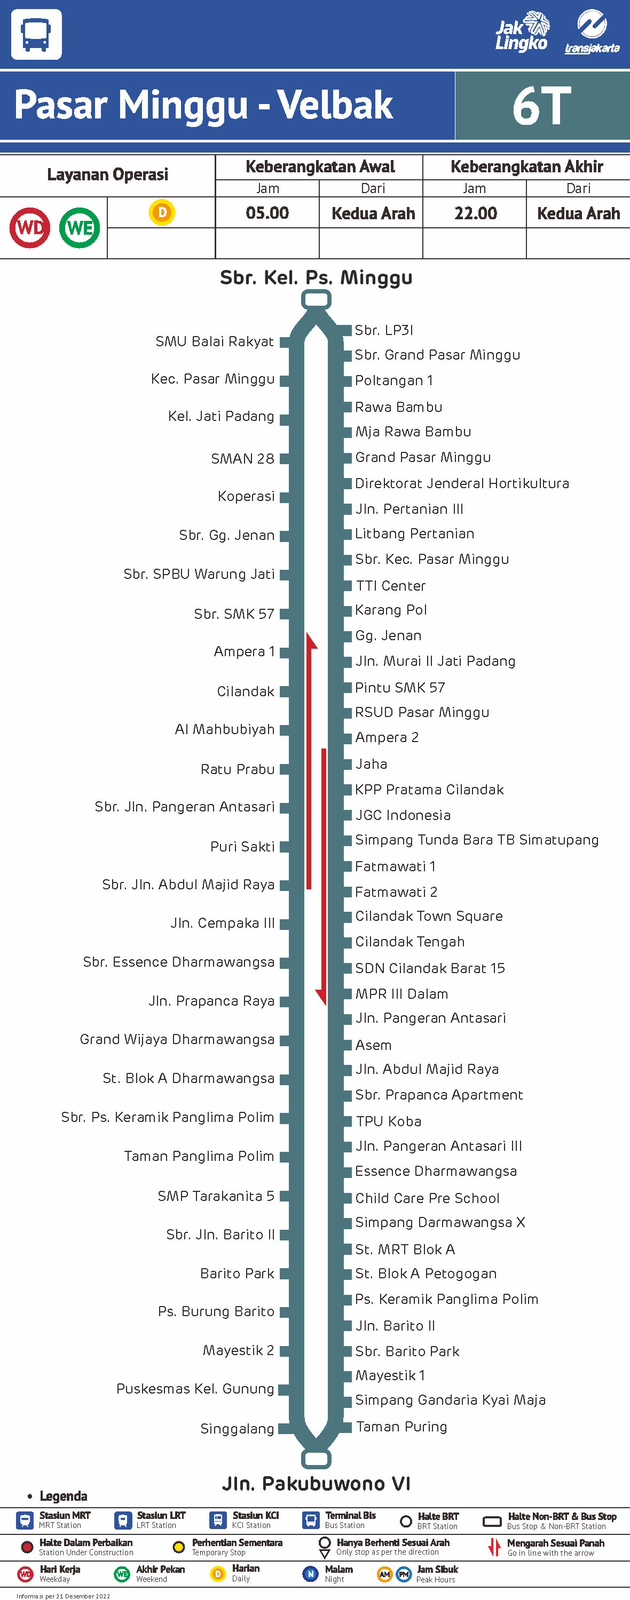 Jak
Lingko
transjakarta
Pasar Minggu - Velbak
6T
Layanan Operasi
Keberangkatan Awal
Keberangkatan Akhir
Jam
Dari
Jam
Dari
WD
WE
D
05.00
Kedua Arah
22.00
Kedua Arah
Sbr. Kel. Ps. Minggu
SMU Balai Rakyat
Kec. Pasar Minggu
Kel. Jati Padang
SMAN 28
Koperasi
Sbr. Gg. Jenan
Sbr. SPBU Warung Jati
Sbr. SMK 57
Ampera 1
Cilandak
Al Mahbubiyah
Ratu Prabu
Sbr. Jln. Pangeran Antasari
Puri Sakti
Sbr. Jln. Abdul Majid Raya
Jln. Cempaka III
Sbr. Essence Dharmawangsa
Jln. Prapanca Raya
Grand Wijaya Dharmawangsa
St. Blok A Dharmawangsa
Sbr. Ps. Keramik Panglima Polim
Taman Panglima Polim
SMP Tarakanita 5
Sbr. Jln. Barito II
Barito Park
Ps. Burung Barito
Mayestik 2
Puskesmas Kel. Gunung
Singgalang
Sbr. LP3I
Sbr. Grand Pasar Minggu
Poltangan 1
Rawa Bambu
Mja Rawa Bambu
Grand Pasar Minggu
Direktorat Jenderal Hortikultura
Jln. Pertanian III
Litbang Pertanian
Sbr. Kec. Pasar Minggu
TTI Center
Karang Pol
Gg. Jenan
Jln. Murai II Jati Padang
Pintu SMK 57
RSUD Pasar Minggu
Ampera 2
Jaha
KPP Pratama Cilandak
JGC Indonesia
Simpang Tunda Bara TB Simatupang
Fatmawati 1
Fatmawati 2
Cilandak Town Square
Cilandak Tengah
SDN Cilandak Barat 15
MPR III Dalam
Jln. Pangeran Antasari
Asem
Jln. Abdul Majid Raya
Sbr. Prapanca Apartment
TPU Koba
Jln. Pangeran Antasari III
Essence Dharmawangsa
Child Care Pre School
Simpang Darmawangsa X
St. MRT Blok A
St. Blok A Petogogan
Ps. Keramik Panglima Polim
Jln. Barito II
Sbr. Barito Park
Mayestik 1
Simpang Gandaria Kyai Maja
Taman Puring
Jln. Pakubuwono VI
• Legenda
Stasiun MRT
MRT Station
Stasiun LRT
LRT Station
Stasiun KCI
KCI Station
Terminal Bis
Bus Station
Halte BRT
BRT Station
Halte Non-BRT & Bus Stop
Bus Stop & Non-BRT Station
Halte Dalam Perbaikan
Station Under Construction
Perhentian Sementara
Temporary Stop
Hanya Berhenti Sesuai Arah
Only stop as per the direction
Mengarah Sesuai Panah
Go in line with the arrow
WD
Hari Kerja
Weekday
WE
Akhir Pekan
Weekend
D
Harian
Daily
N
Malam
Night
AM
PM
Jam Sibuk
Peak Hours
Informasi per 21 Desember 2022